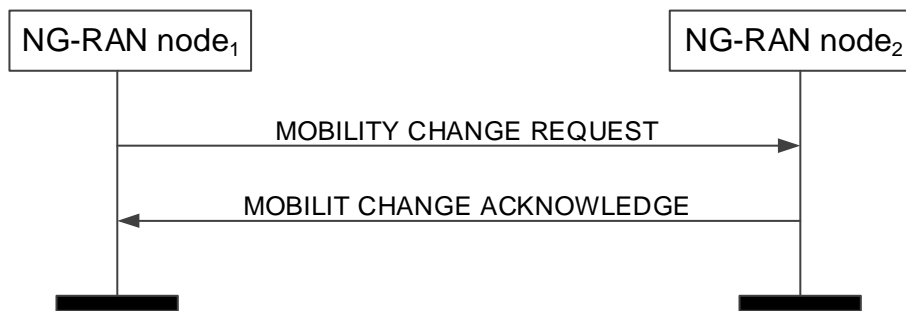 NG-RAN node₁
NG-RAN node₂
MOBILITY CHANGE REQUEST
MOBILIT CHANGE ACKNOWLEDGE